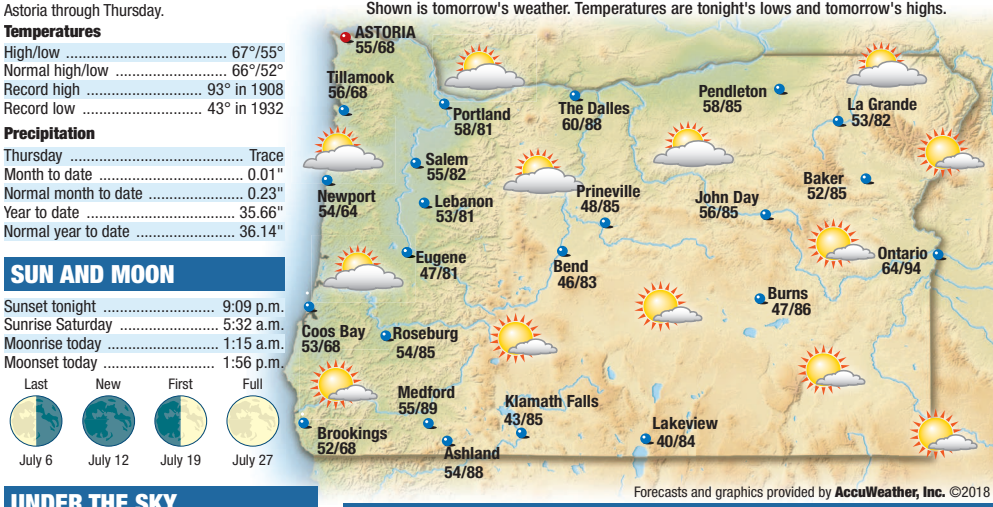 Astoria through Thursday.
Temperatures
High/low ................................... 67°/55°
Normal high/low ........................ 66°/52°
Record high ........................ 93° in 1908
Record low ......................... 43° in 1932
Precipitation
Thursday ..................................... Trace
Month to date ................................ 0.01"
Normal month to date ................... 0.23"
Year to date ................................. 35.66"
Normal year to date ...................... 36.14"
SUN AND MOON
Sunset tonight ........................... 9:09 p.m.
Sunrise Saturday ...................... 5:32 a.m.
Moonrise today ......................... 1:15 a.m.
Moonset today .......................... 1:56 p.m.
Last New First Full
July 6 July 12 July 19 July 27
UNDER THE SKY
Shown is tomorrow's weather. Temperatures are tonight's lows and tomorrow's highs.
ASTORIA
55/68
Tillamook
56/68
Portland
58/81
The Dalles
60/88
Pendleton
58/85
La Grande
53/82
Salem
55/82
Newport
54/64
Lebanon
53/81
Prineville
48/85
John Day
56/85
Baker
52/85
Eugene
47/81
Bend
46/83
Ontario
64/94
Burns
47/86
Coos Bay
53/68
Roseburg
54/85
Medford
55/89
Klamath Falls
43/85
Brookings
52/68
Ashland
54/88
Lakeview
40/84
Forecasts and graphics provided by AccuWeather, Inc. ©2018